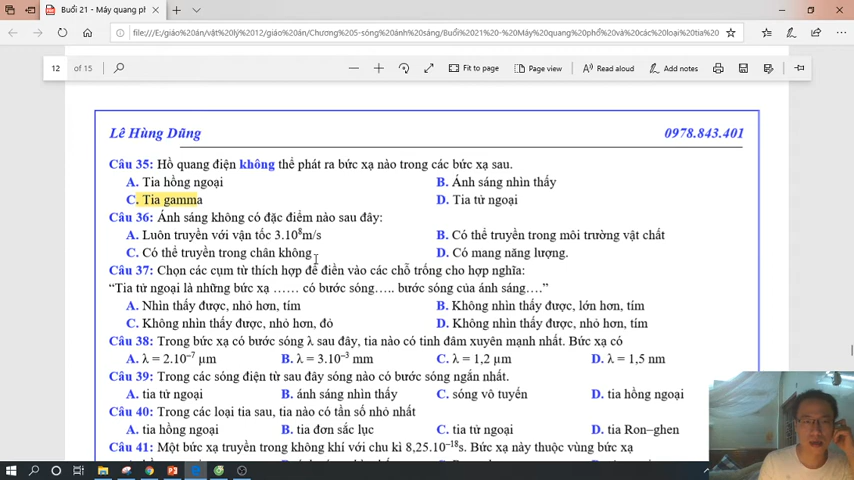 Buổi 21 - Máy quang ph
file:///E:/giáo%20án/vật%20lý%2012/giáo%20án/Chương%205-sóng%20ánh%20sáng/Buổi%2021%20-%20Máy%20quang%20phổ%20và%20các%20loại%20tia%20
12 of 15
Fit to page
Page view
Read aloud
Add notes
Lê Hùng Dũng 0978.843.401
Câu 35: Hồ quang điện không thể phát ra bức xạ nào trong các bức xạ sau.
A. Tia hồng ngoại B. Ánh sáng nhìn thấy
C. Tia gamma D. Tia tử ngoại
Câu 36: Ánh sáng không có đặc điểm nào sau đây:
A. Luôn truyền với vận tốc 3.10⁸m/s B. Có thể truyền trong môi trường vật chất
C. Có thể truyền trong chân không D. Có mang năng lượng.
Câu 37: Chọn các cụm từ thích hợp để điền vào các chỗ trống cho hợp nghĩa:
“Tia tử ngoại là những bức xạ …… có bước sóng….. bước sóng của ánh sáng….”
A. Nhìn thấy được, nhỏ hơn, tím B. Không nhìn thấy được, lớn hơn, tím
C. Không nhìn thấy được, nhỏ hơn, đỏ D. Không nhìn thấy được, nhỏ hơn, tím
Câu 38: Trong bức xạ có bước sóng λ sau đây, tia nào có tinh đâm xuyên mạnh nhất. Bức xạ có
A. λ = 2.10⁻⁷ µm B. λ = 3.10⁻³ mm C. λ = 1,2 µm D. λ = 1,5 nm
Câu 39: Trong các sóng điện từ sau đây sóng nào có bước sóng ngắn nhất.
A. tia tử ngoại B. ánh sáng nhìn thấy C. sóng vô tuyến D. tia hồng ngoại
Câu 40: Trong các loại tia sau, tia nào có tần số nhỏ nhất
A. tia hồng ngoại B. tia đơn sắc lục C. tia tử ngoại D. tia Rơn–ghen
Câu 41: Một bức xạ truyền trong không khí với chu kì 8,25.10⁻¹⁸s. Bức xạ này thuộc vùng bức xạ